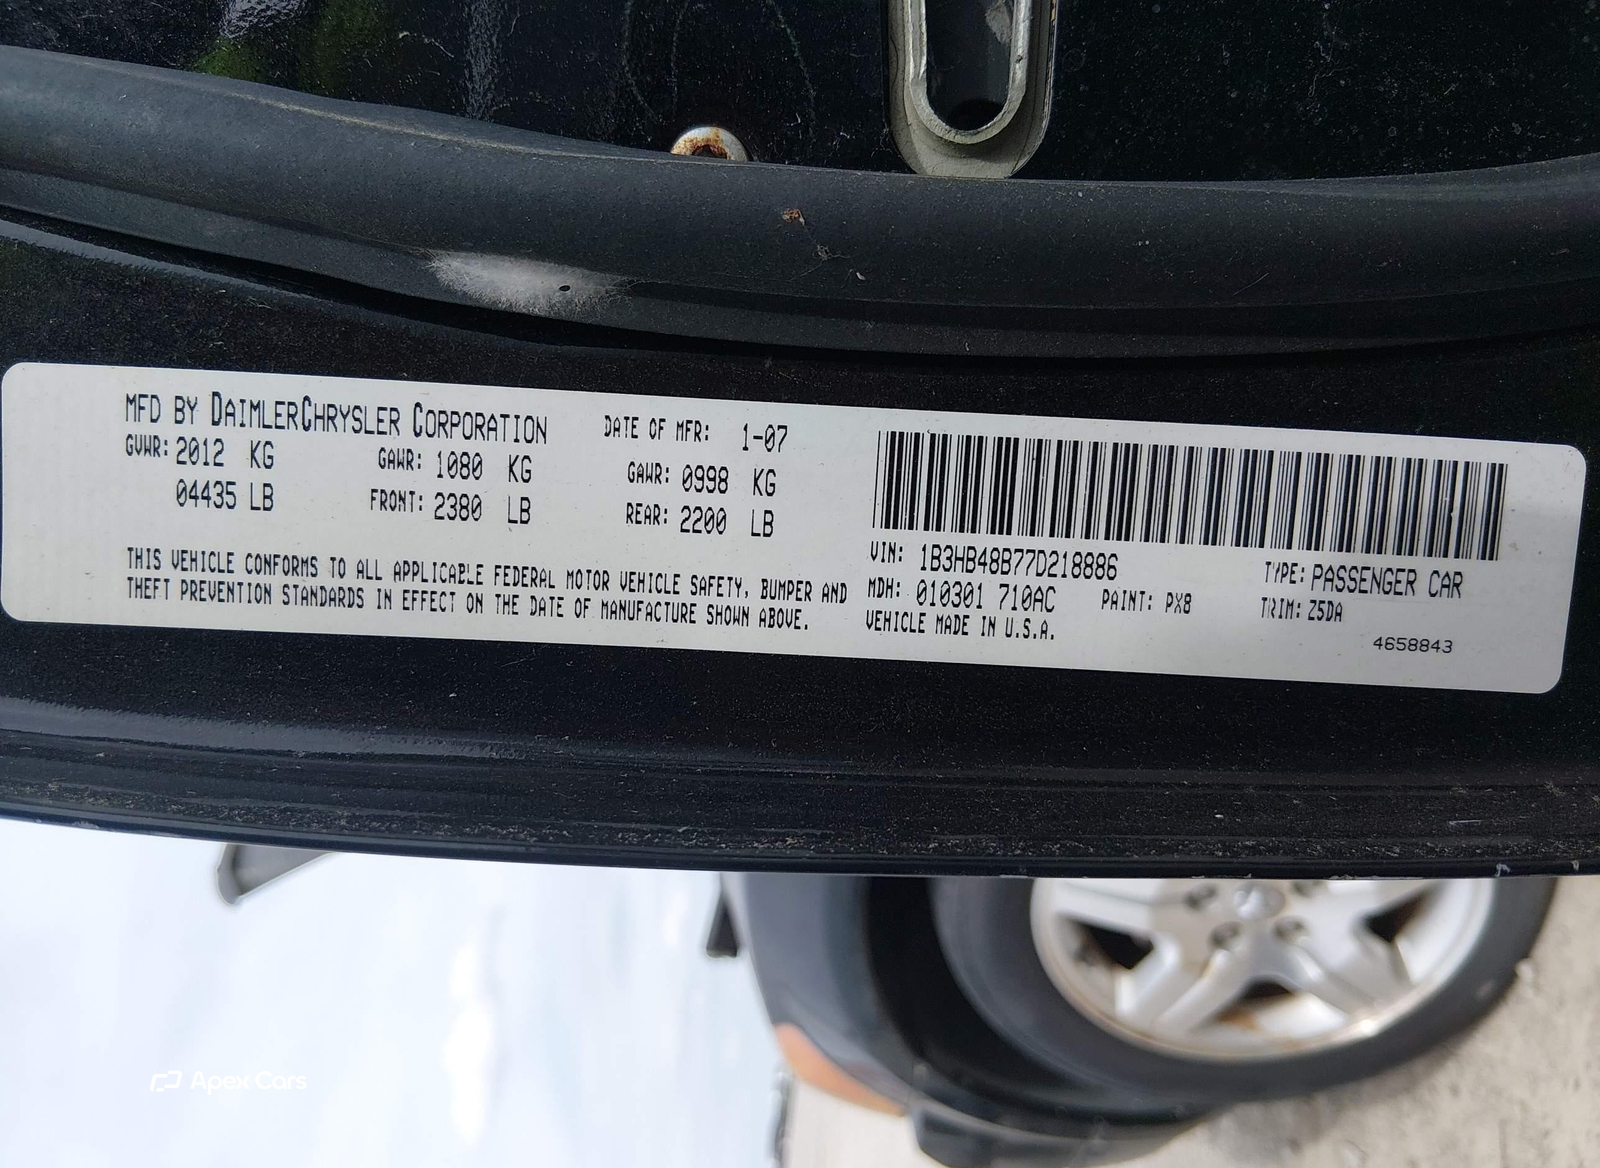 MFD BY DAIMLERCHRYSLER CORPORATION DATE OF MFR: 1-07
GVWR: 2012 KG GAWR: 1080 KG GAWR: 0998 KG
04435 LB FRONT: 2380 LB REAR: 2200 LB
THIS VEHICLE CONFORMS TO ALL APPLICABLE FEDERAL MOTOR VEHICLE SAFETY, BUMPER AND
THEFT PREVENTION STANDARDS IN EFFECT ON THE DATE OF MANUFACTURE SHOWN ABOVE.
VIN: 1B3HB48B77D218886 TYPE: PASSENGER CAR
MDH: 010301 710AC PAINT: PX8 TRIM: Z5DA
VEHICLE MADE IN U.S.A.
4658843
Apex Cars